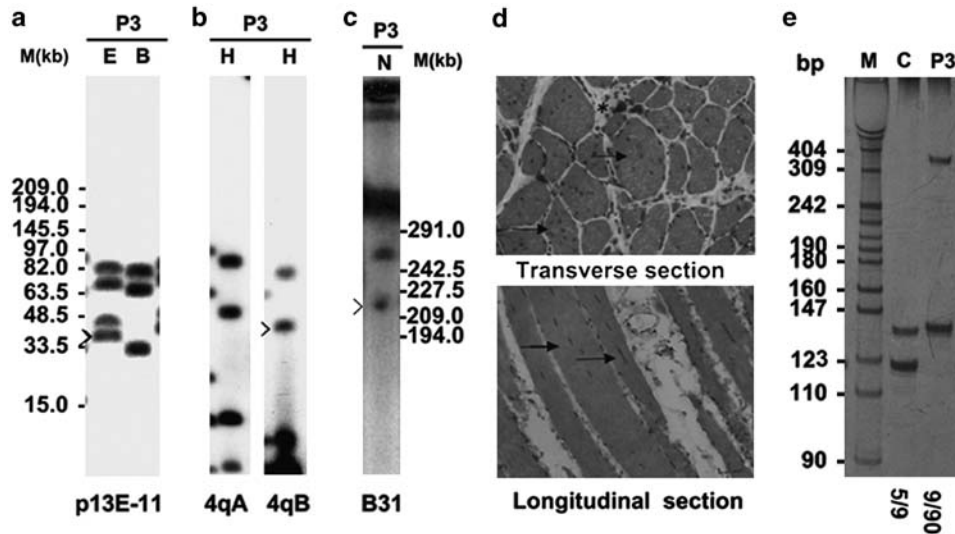 a
P3
E B
M(kb)
209.0
194.0
145.5
97.0
82.0
63.5
48.5
33.5
15.0
p13E-11
b
P3
H H
4qA 4qB
c
P3
N M(kb)
291.0
242.5
227.5
209.0
194.0
B31
d
*
Transverse section
Longitudinal section
e
bp M C P3
404
309
242
190
180
160
147
123
110
90
5/9
9/90